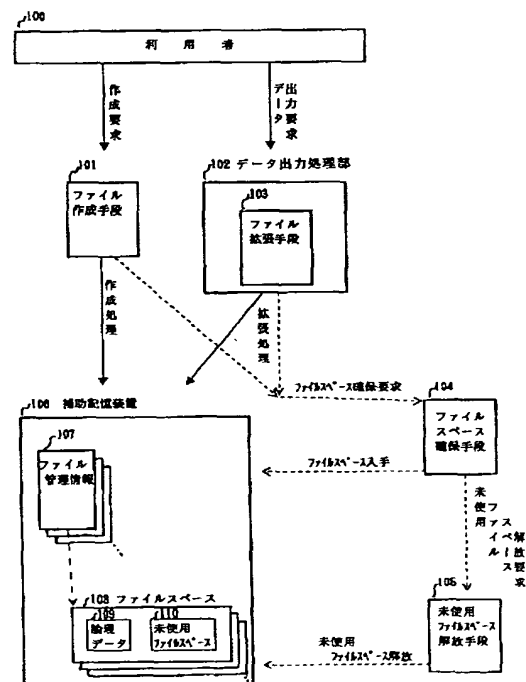 100
利用者
作成要求
出力要求
データ
101
ファイル
作成手段
102 データ出力処理部
103
ファイル
拡張手段
作成処理
拡張処理
ファイルスペース確保要求
104
ファイル
スペース
確保手段
106 補助記憶装置
107
ファイル
管理情報
ファイルスペース入手
未使用ファイルスペース解放要求
108 ファイルスペース
109
論理
データ
110
未使用
ファイルスペース
105
未使用
ファイルスペース
解放手段
未使用
ファイルスペース解放